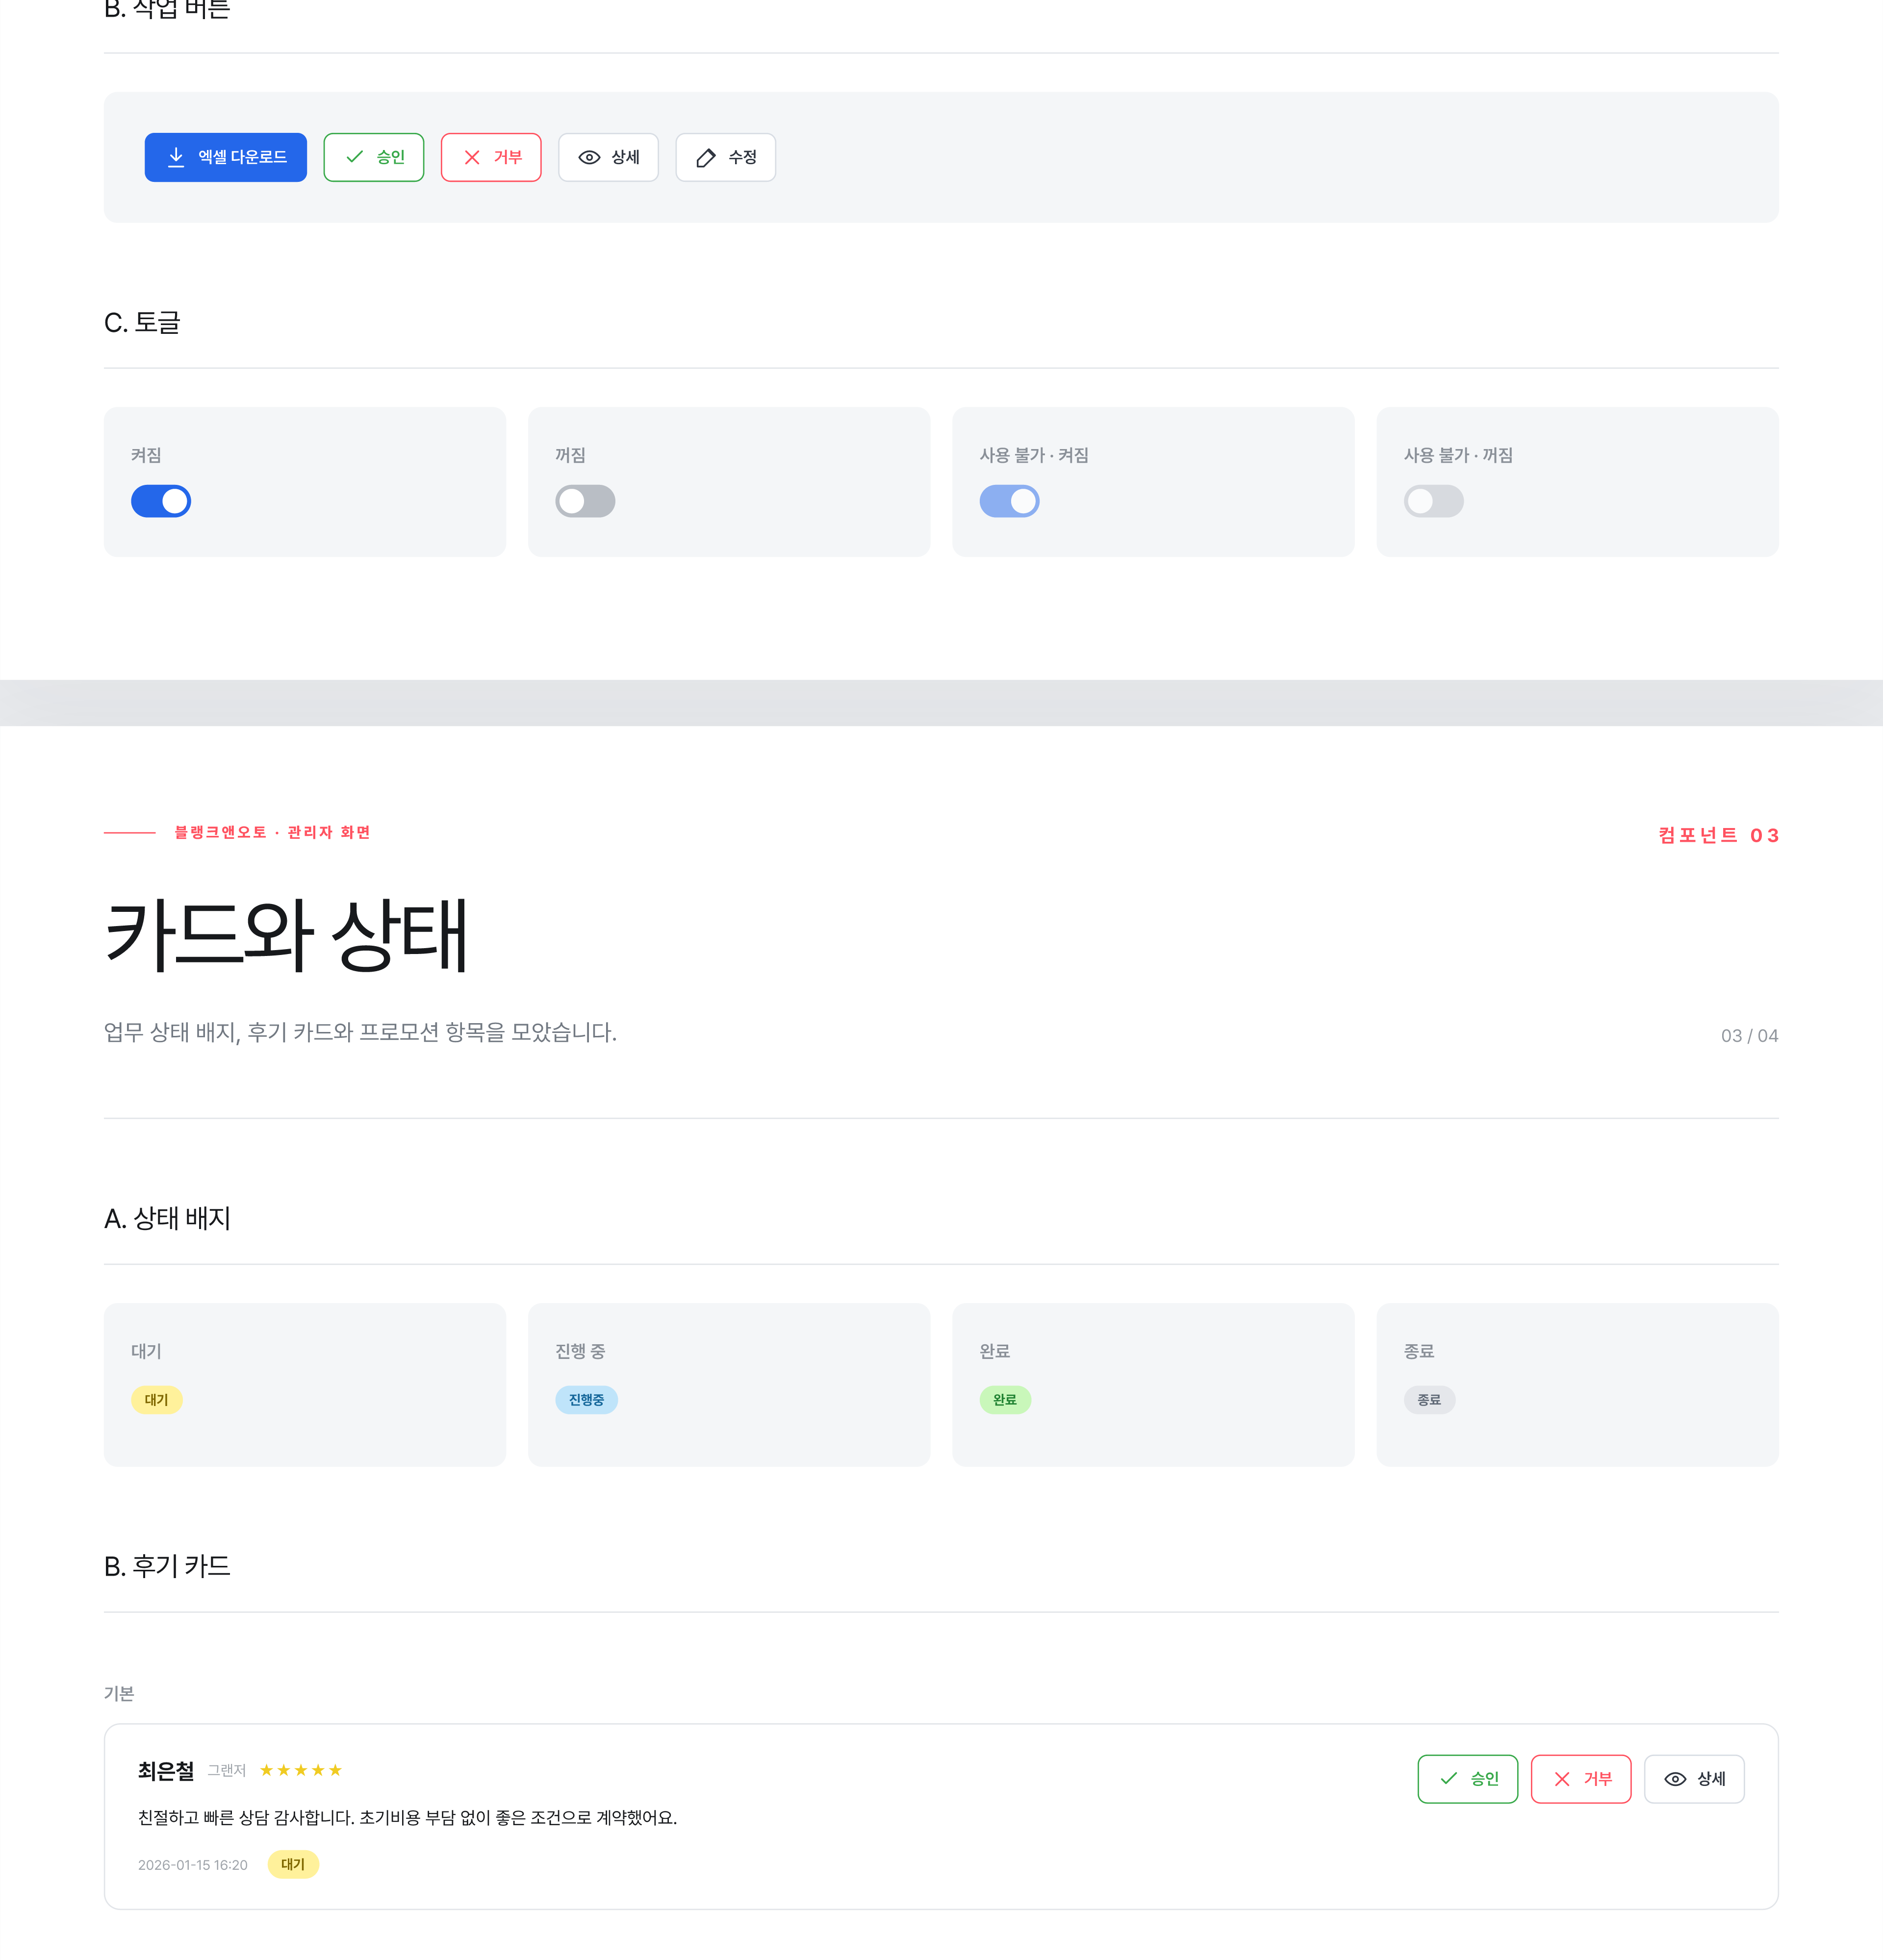 B. 작업 버튼
엑셀 다운로드 승인 거부 상세 수정
C. 토글
켜짐 꺼짐 사용 불가 · 켜짐 사용 불가 · 꺼짐
블랭크앤오토 · 관리자 화면
컴포넌트 03
카드와 상태
업무 상태 배지, 후기 카드와 프로모션 항목을 모았습니다.
03 / 04
A. 상태 배지
대기 진행 중 완료 종료
대기 진행중 완료 종료
B. 후기 카드
기본
최은철 그랜저 ★★★★★
승인 거부 상세
친절하고 빠른 상담 감사합니다. 초기비용 부담 없이 좋은 조건으로 계약했어요.
2026-01-15 16:20 대기